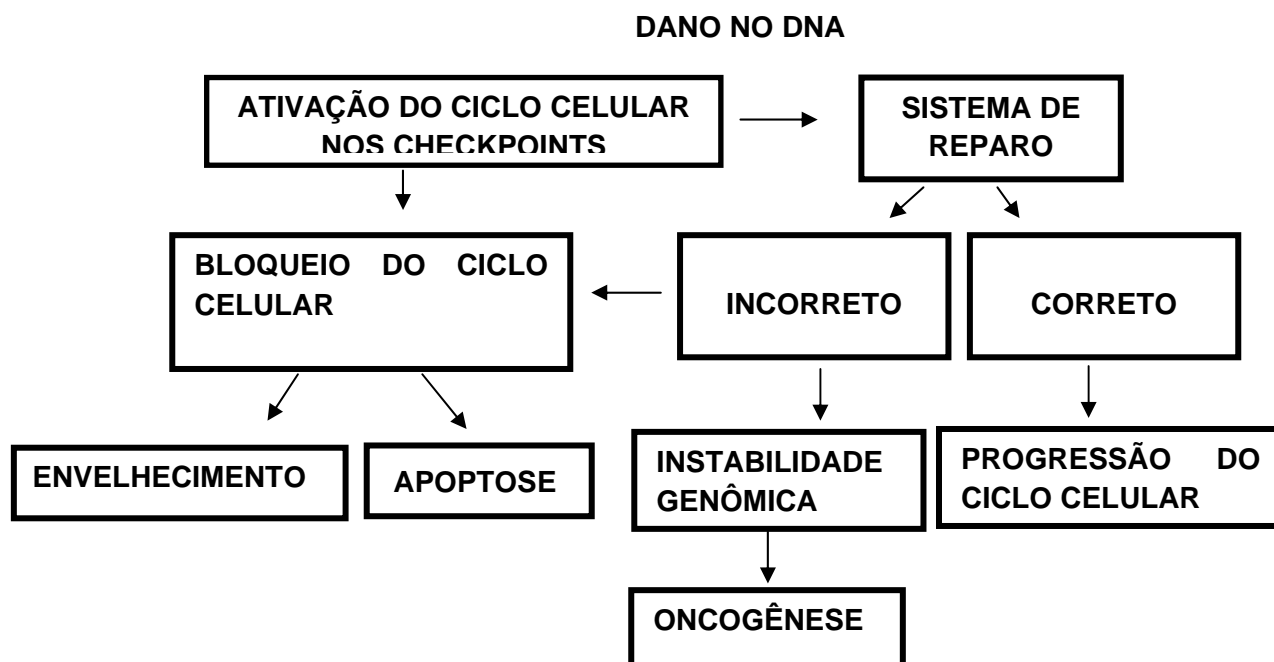 DANO NO DNA
ATIVAÇÃO DO CICLO CELULAR
NOS CHECKPOINTS
SISTEMA DE
REPARO
BLOQUEIO DO CICLO
CELULAR
INCORRETO
CORRETO
ENVELHECIMENTO
APOPTOSE
INSTABILIDADE
GENÔMICA
PROGRESSÃO DO
CICLO CELULAR
ONCOGÊNESE